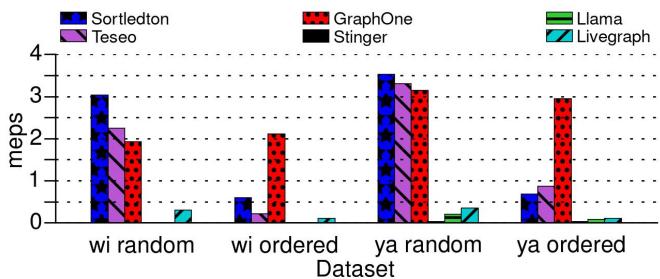 Sortledton GraphOne Llama
Teseo Stinger Livegraph
4
3
2
1
0
meps
wi random wi ordered ya random ya ordered
Dataset